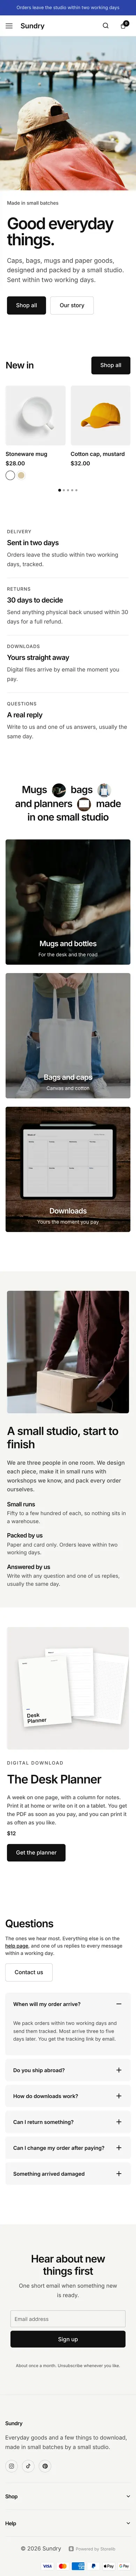 Orders leave the studio within two working days
Sundry
0
Made in small batches
Good everyday
things.
Caps, bags, mugs and paper goods,
designed and packed by a small studio.
Sent within two working days.
Shop all
Our story
New in
Shop all
Stoneware mug
$28.00
Cotton cap, mustard
$32.00
DELIVERY
Sent in two days
Orders leave the studio within two working
days, tracked.
RETURNS
30 days to decide
Send anything physical back unused within 30
days for a full refund.
DOWNLOADS
Yours straight away
Digital files arrive by email the moment you
pay.
QUESTIONS
A real reply
Write to us and one of us answers, usually the
same day.
Mugs bags
and planners made
in one small studio
Mugs and bottles
For the desk and the road
Bags and caps
Canvas and cotton
Downloads
Yours the moment you pay
A small studio, start to
finish
We are three people in one room. We design
each piece, make it in small runs with
workshops we know, and pack every order
ourselves.
Small runs
Fifty to a few hundred of each, so nothing sits in
a warehouse.
Packed by us
Paper and card only. Orders leave within two
working days.
Answered by us
Write with any question and one of us replies,
usually the same day.
Desk
Planner
DIGITAL DOWNLOAD
The Desk Planner
A week on one page, with a column for notes.
Print it at home or write on it on a tablet. You get
the PDF as soon as you pay, and you can print it
as often as you like.
$12
Get the planner
Questions
The ones we hear most. Everything else is on the
help page, and one of us replies to every message
within a working day.
Contact us
When will my order arrive?
We pack orders within two working days and
send them tracked. Most arrive three to five
days later. You get the tracking link by email.
Do you ship abroad?
How do downloads work?
Can I return something?
Can I change my order after paying?
Something arrived damaged
Hear about new
things first
One short email when something new
is ready.
Email address
Sign up
About once a month. Unsubscribe whenever you like.
Sundry
Everyday goods and a few things to download,
made in small batches by a small studio.
Shop
Help
© 2026 Sundry
VISA
Pay
G Pay